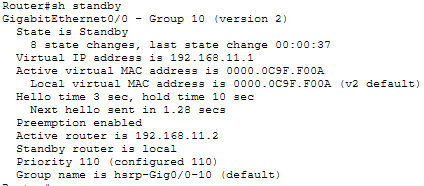 Router#sh standby
GigabitEthernet0/0 - Group 10 (version 2)
State is Standby
8 state changes, last state change 00:00:37
Virtual IP address is 192.168.11.1
Active virtual MAC address is 0000.0C9F.F00A
Local virtual MAC address is 0000.0C9F.F00A (v2 default)
Hello time 3 sec, hold time 10 sec
Next hello sent in 1.28 secs
Preemption enabled
Active router is 192.168.11.2
Standby router is local
Priority 110 (configured 110)
Group name is hsrp-Gig0/0-10 (default)